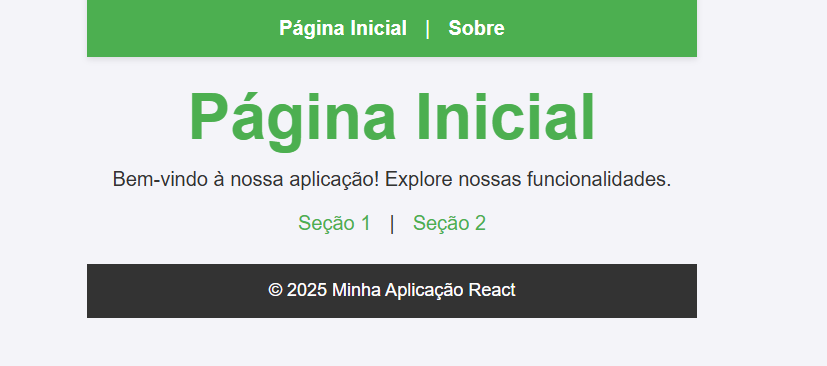 Página Inicial | Sobre
Página Inicial
Bem-vindo à nossa aplicação! Explore nossas funcionalidades.
Seção 1 | Seção 2
© 2025 Minha Aplicação React